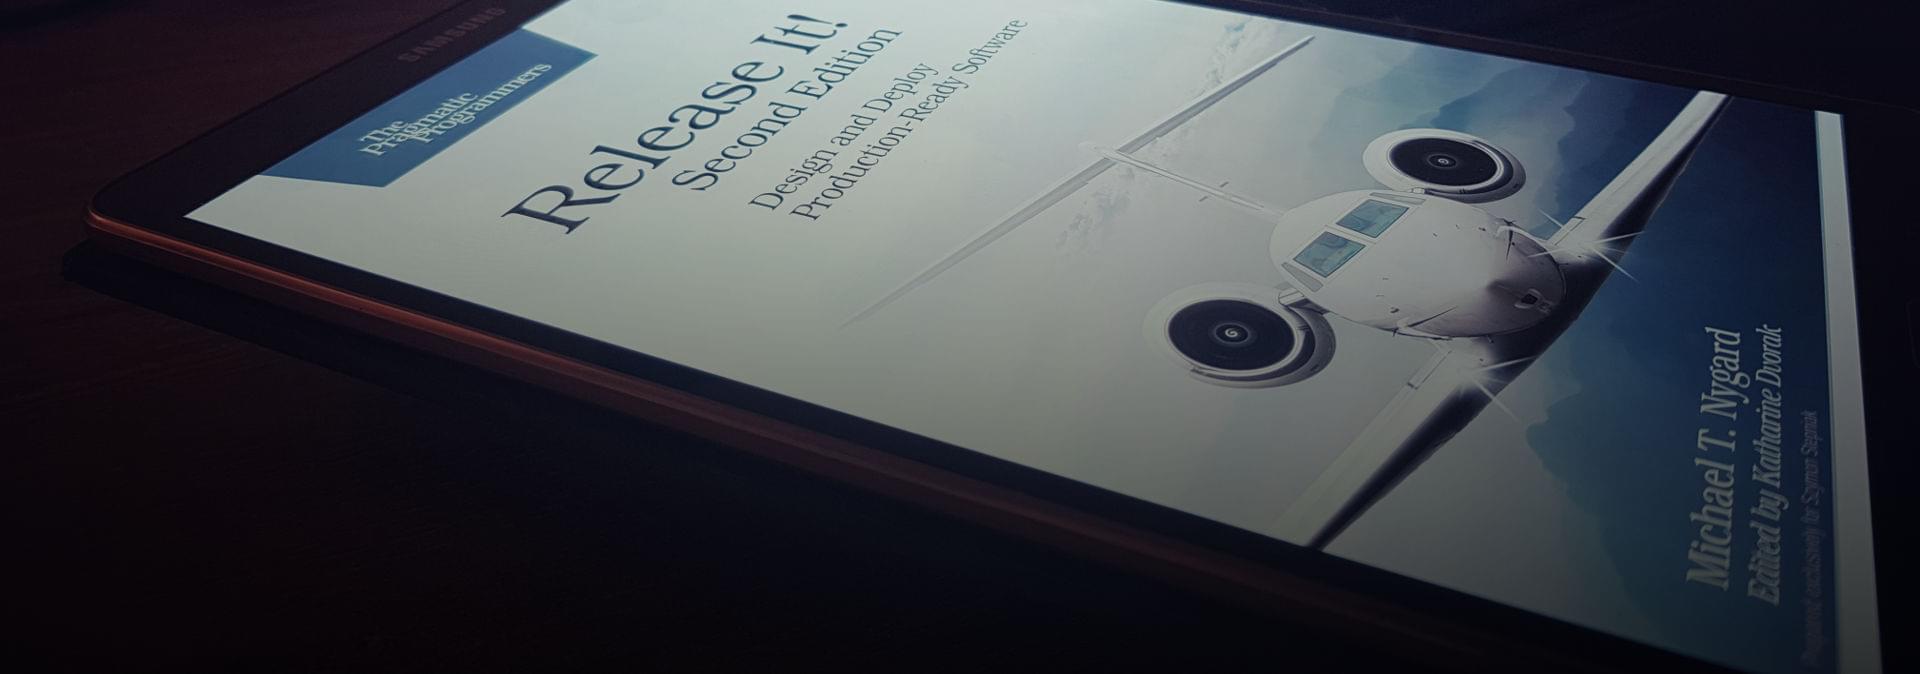 SAMSUNG
The
Pragmatic
Programmers
Release It!
Second Edition
Design and Deploy
Production-Ready Software
Michael T. Nygard
Edited by Katharine Dvorak
Prepared exclusively for Szymon Stepniak